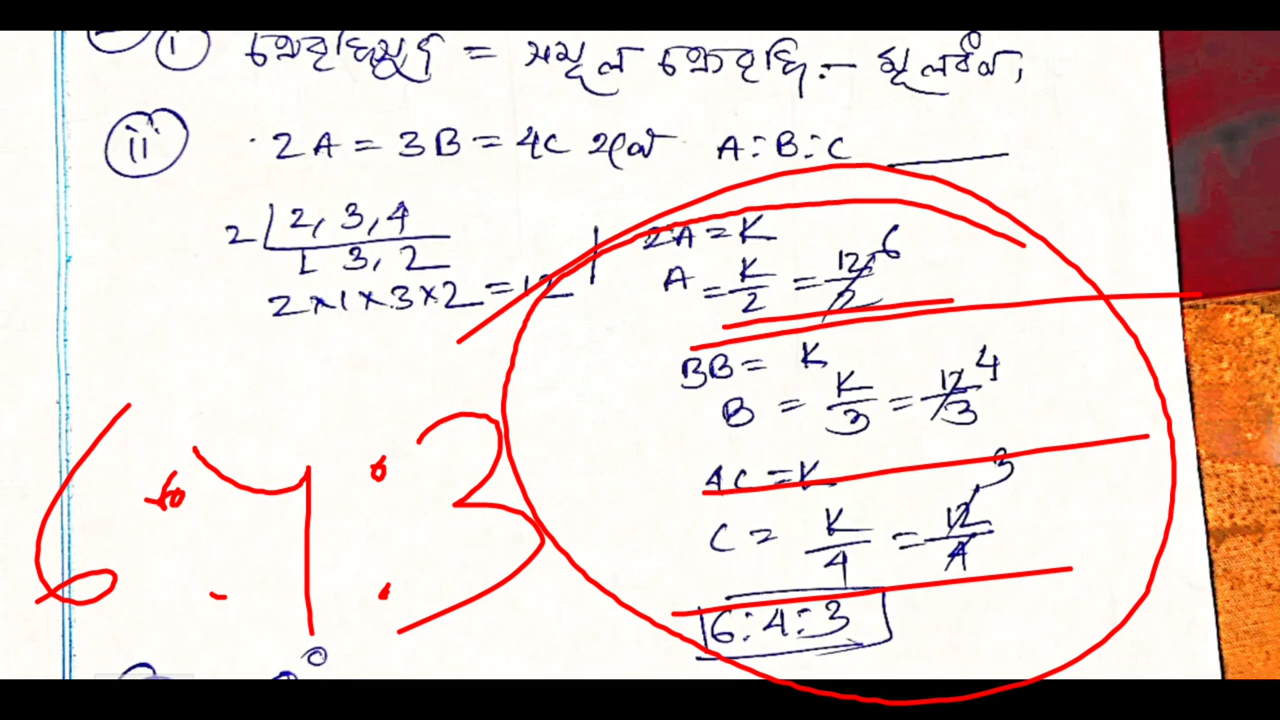 i) ଚକ୍ରବୃଦ୍ଧିସୁଧ = ସମୂଳ ଚକ୍ରବୃଦ୍ଧି - ମୂଳଧନ,
ii 2A = 3B = 4C ହେଲେ A:B:C ______
2 | 2, 3, 4
1 3, 2
2×1×3×2 = 12
2A = K
A = K/2 = 12/2 6
3B = K
B = K/3 = 12/3 4
4C = K
C = K/4 = 12/4 3
6:4:3
6:4:3